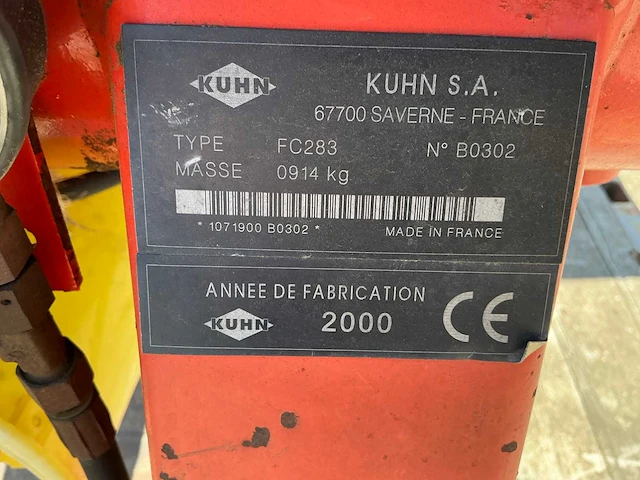 KUHN KUHN S.A.
67700 SAVERNE - FRANCE
TYPE FC283 N° B0302
MASSE 0914 kg
* 1071900 B0302 * MADE IN FRANCE
ANNEE DE FABRICATION
KUHN 2000 CE